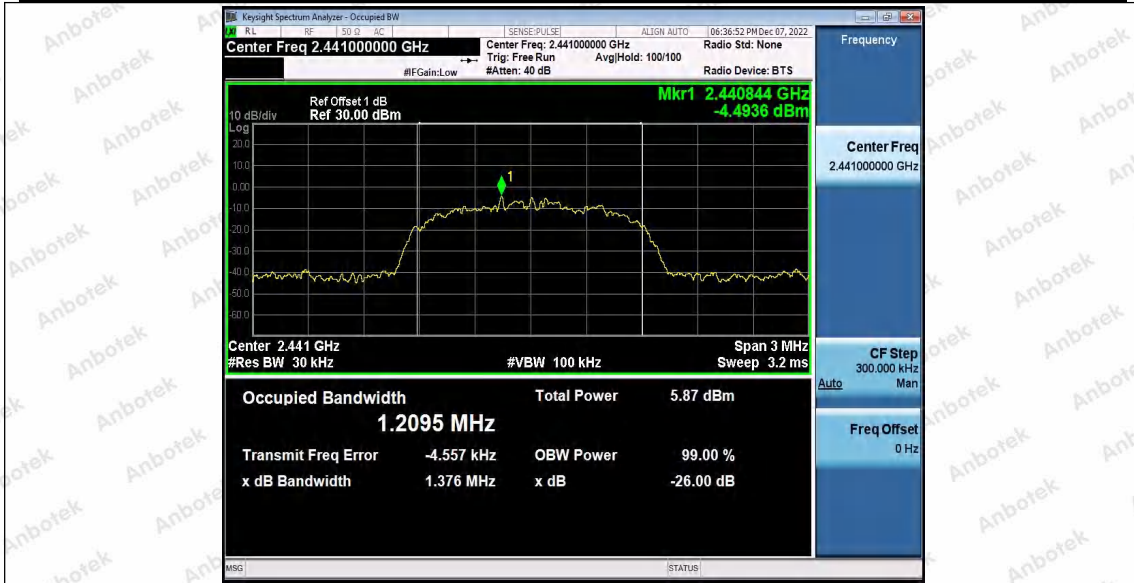 Keysight Spectrum Analyzer - Occupied BW
RL RF 50 Ω AC SENSE:PULSE ALIGN AUTO 06:36:52 PM Dec 07, 2022
Center Freq 2.441000000 GHz
Center Freq: 2.441000000 GHz
Radio Std: None
Trig: Free Run Avg|Hold: 100/100
#IFGain:Low
#Atten: 40 dB
Radio Device: BTS
Mkr1 2.440844 GHz
-4.4936 dBm
Ref Offset 1 dB
10 dB/div Ref 30.00 dBm
Log
20.0
10.0
0.00
-10.0
-20.0
-30.0
-40.0
-50.0
-60.0
1
Center 2.441 GHz Span 3 MHz
#Res BW 30 kHz #VBW 100 kHz Sweep 3.2 ms
Occupied Bandwidth Total Power 5.87 dBm
1.2095 MHz
Transmit Freq Error -4.557 kHz OBW Power 99.00 %
x dB Bandwidth 1.376 MHz x dB -26.00 dB
MSG STATUS
Frequency
Center Freq
2.441000000 GHz
CF Step
300.000 kHz
Auto Man
Freq Offset
0 Hz
Anbotek